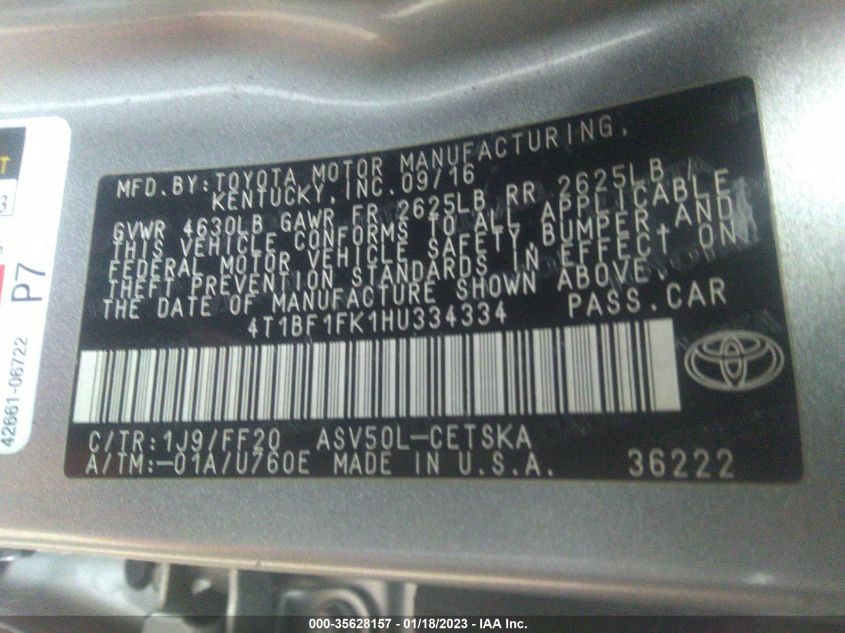 MFD.BY:TOYOTA MOTOR MANUFACTURING,
KENTUCKY,INC.09/16
GVWR 4630LB GAWR FR 2625LB RR 2625LB
THIS VEHICLE CONFORMS TO ALL APPLICABLE
FEDERAL MOTOR VEHICLE SAFETY,BUMPER,AND
THEFT PREVENTION STANDARDS IN EFFECT ON
THE DATE OF MANUFACTURE SHOWN ABOVE.
4T1BF1FK1HU334334 PASS.CAR
C/TR:1J9/FF20 ASV50L-CETSKA
A/TM:-01A/U760E MADE IN U.S.A. 36222
P7
42661-06722
000-35628157 - 01/18/2023 - IAA Inc.